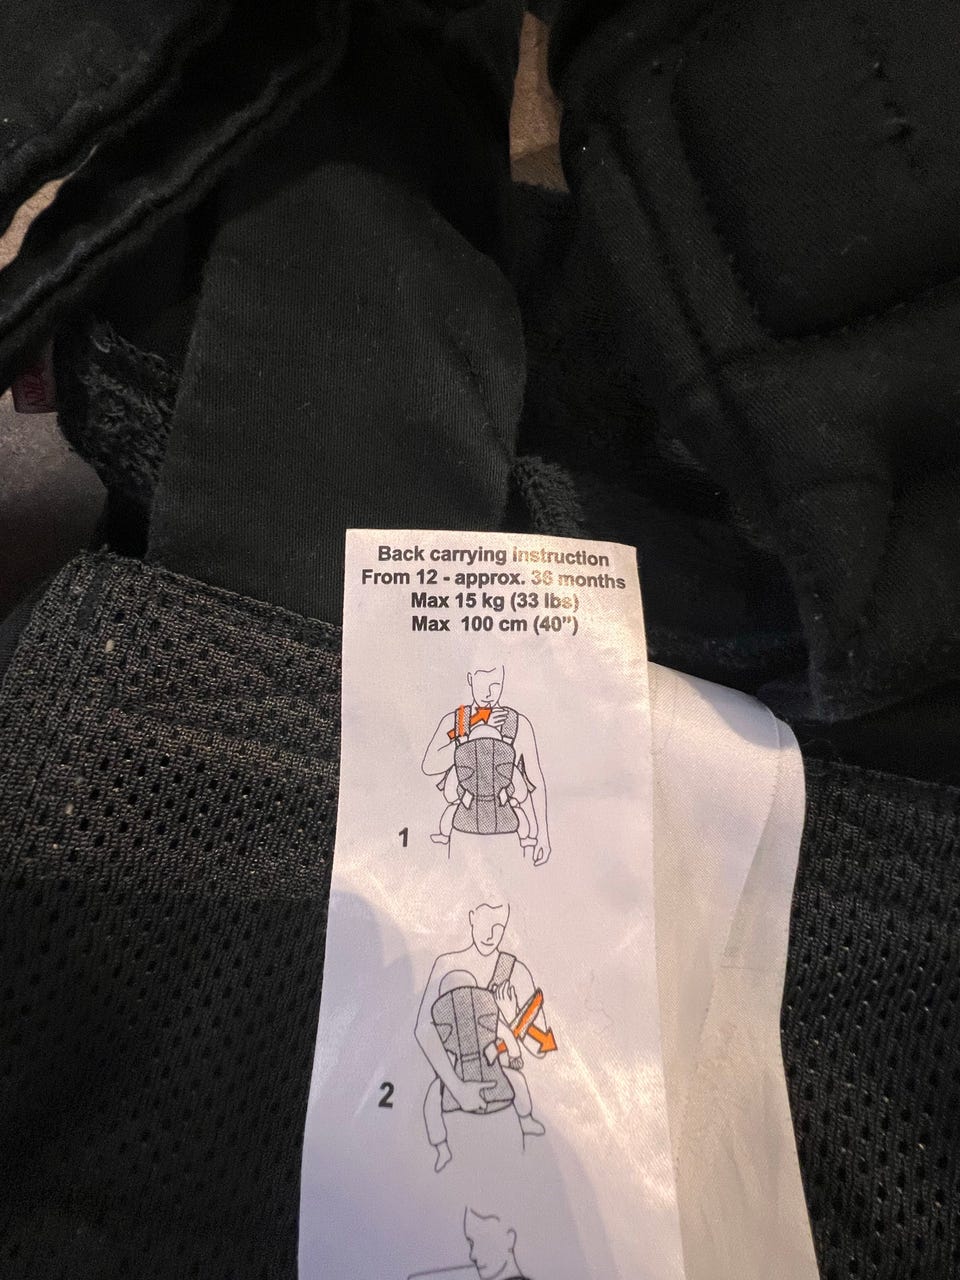 Back carrying instruction
From 12 - approx. 36 months
Max 15 kg (33 lbs)
Max 100 cm (40”)
1
2